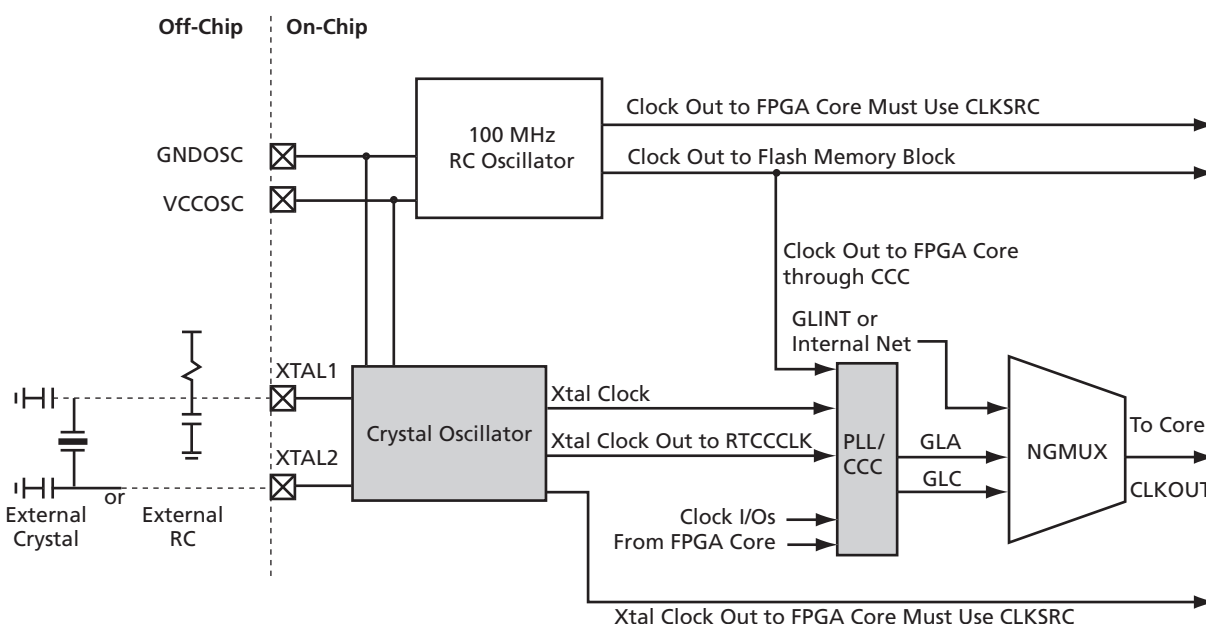 Off-Chip
On-Chip
Clock Out to FPGA Core Must Use CLKSRC
100 MHz
RC Oscillator
GNDOSC
Clock Out to Flash Memory Block
VCCOSC
Clock Out to FPGA Core
through CCC
GLINT or
Internal Net
XTAL1
Xtal Clock
Crystal Oscillator
To Core
Xtal Clock Out to RTCCCLK
PLL/
CCC
GLA
NGMUX
XTAL2
GLC
CLKOUT
or
External
Crystal
External
RC
Clock I/Os
From FPGA Core
Xtal Clock Out to FPGA Core Must Use CLKSRC